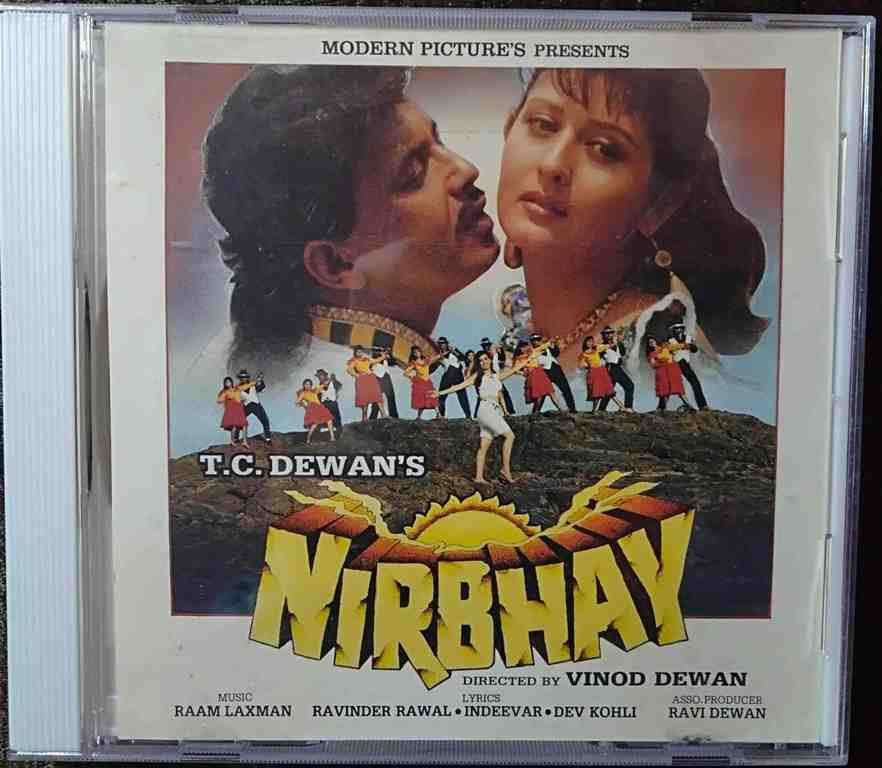 MODERN PICTURE'S PRESENTS
T.C. DEWAN'S
NIRBHAY
DIRECTED BY VINOD DEWAN
MUSIC
RAAM LAXMAN
LYRICS
RAVINDER RAWAL • INDEEVAR • DEV KOHLI
ASSO.PRODUCER
RAVI DEWAN